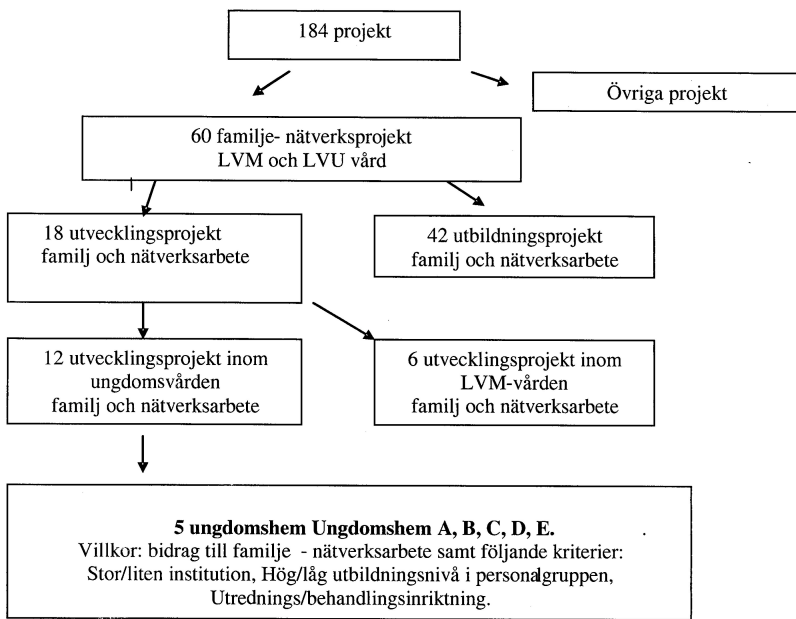 184 projekt
Övriga projekt
60 familje- nätverksprojekt
LVM och LVU vård
18 utvecklingsprojekt
familj och nätverksarbete
42 utbildningsprojekt
familj och nätverksarbete
12 utvecklingsprojekt inom
ungdomsvården
familj och nätverksarbete
6 utvecklingsprojekt inom
LVM-vården
familj och nätverksarbete
5 ungdomshem Ungdomshem A, B, C, D, E.
Villkor: bidrag till familje - nätverksarbete samt följande kriterier:
Stor/liten institution, Hög/låg utbildningsnivå i personalgruppen,
Utrednings/behandlingsinriktning.